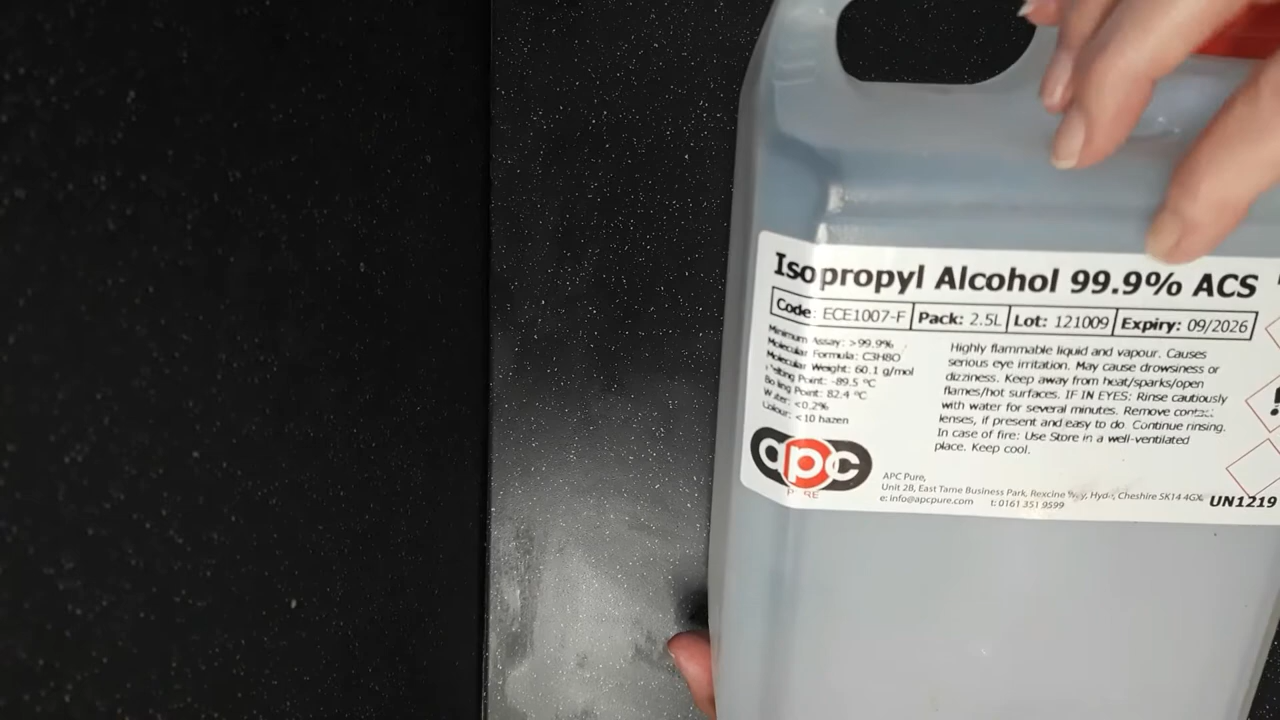 Isopropyl Alcohol 99.9% ACS
Code: ECE1007-F Pack: 2.5L Lot: 121009 Expiry: 09/2026
Minimum Assay: >99.9%
Molecular Formula: C3H8O
Molecular Weight: 60.1 g/mol
Melting Point: -89.5 ºC
Boiling Point: 82.4 ºC
Water: <0.2%
Colour: <10 hazen
Highly flammable liquid and vapour. Causes
serious eye irritation. May cause drowsiness or
dizziness. Keep away from heat/sparks/open
flames/hot surfaces. IF IN EYES: Rinse cautiously
with water for several minutes. Remove contact
lenses, if present and easy to do. Continue rinsing.
In case of fire: Use Store in a well-ventilated
place. Keep cool.
apc
PURE
APC Pure,
Unit 2B, East Tame Business Park, Rexcine Way, Hyde, Cheshire SK14 4GX
e: info@apcpure.com t: 0161 351 9599
UN1219